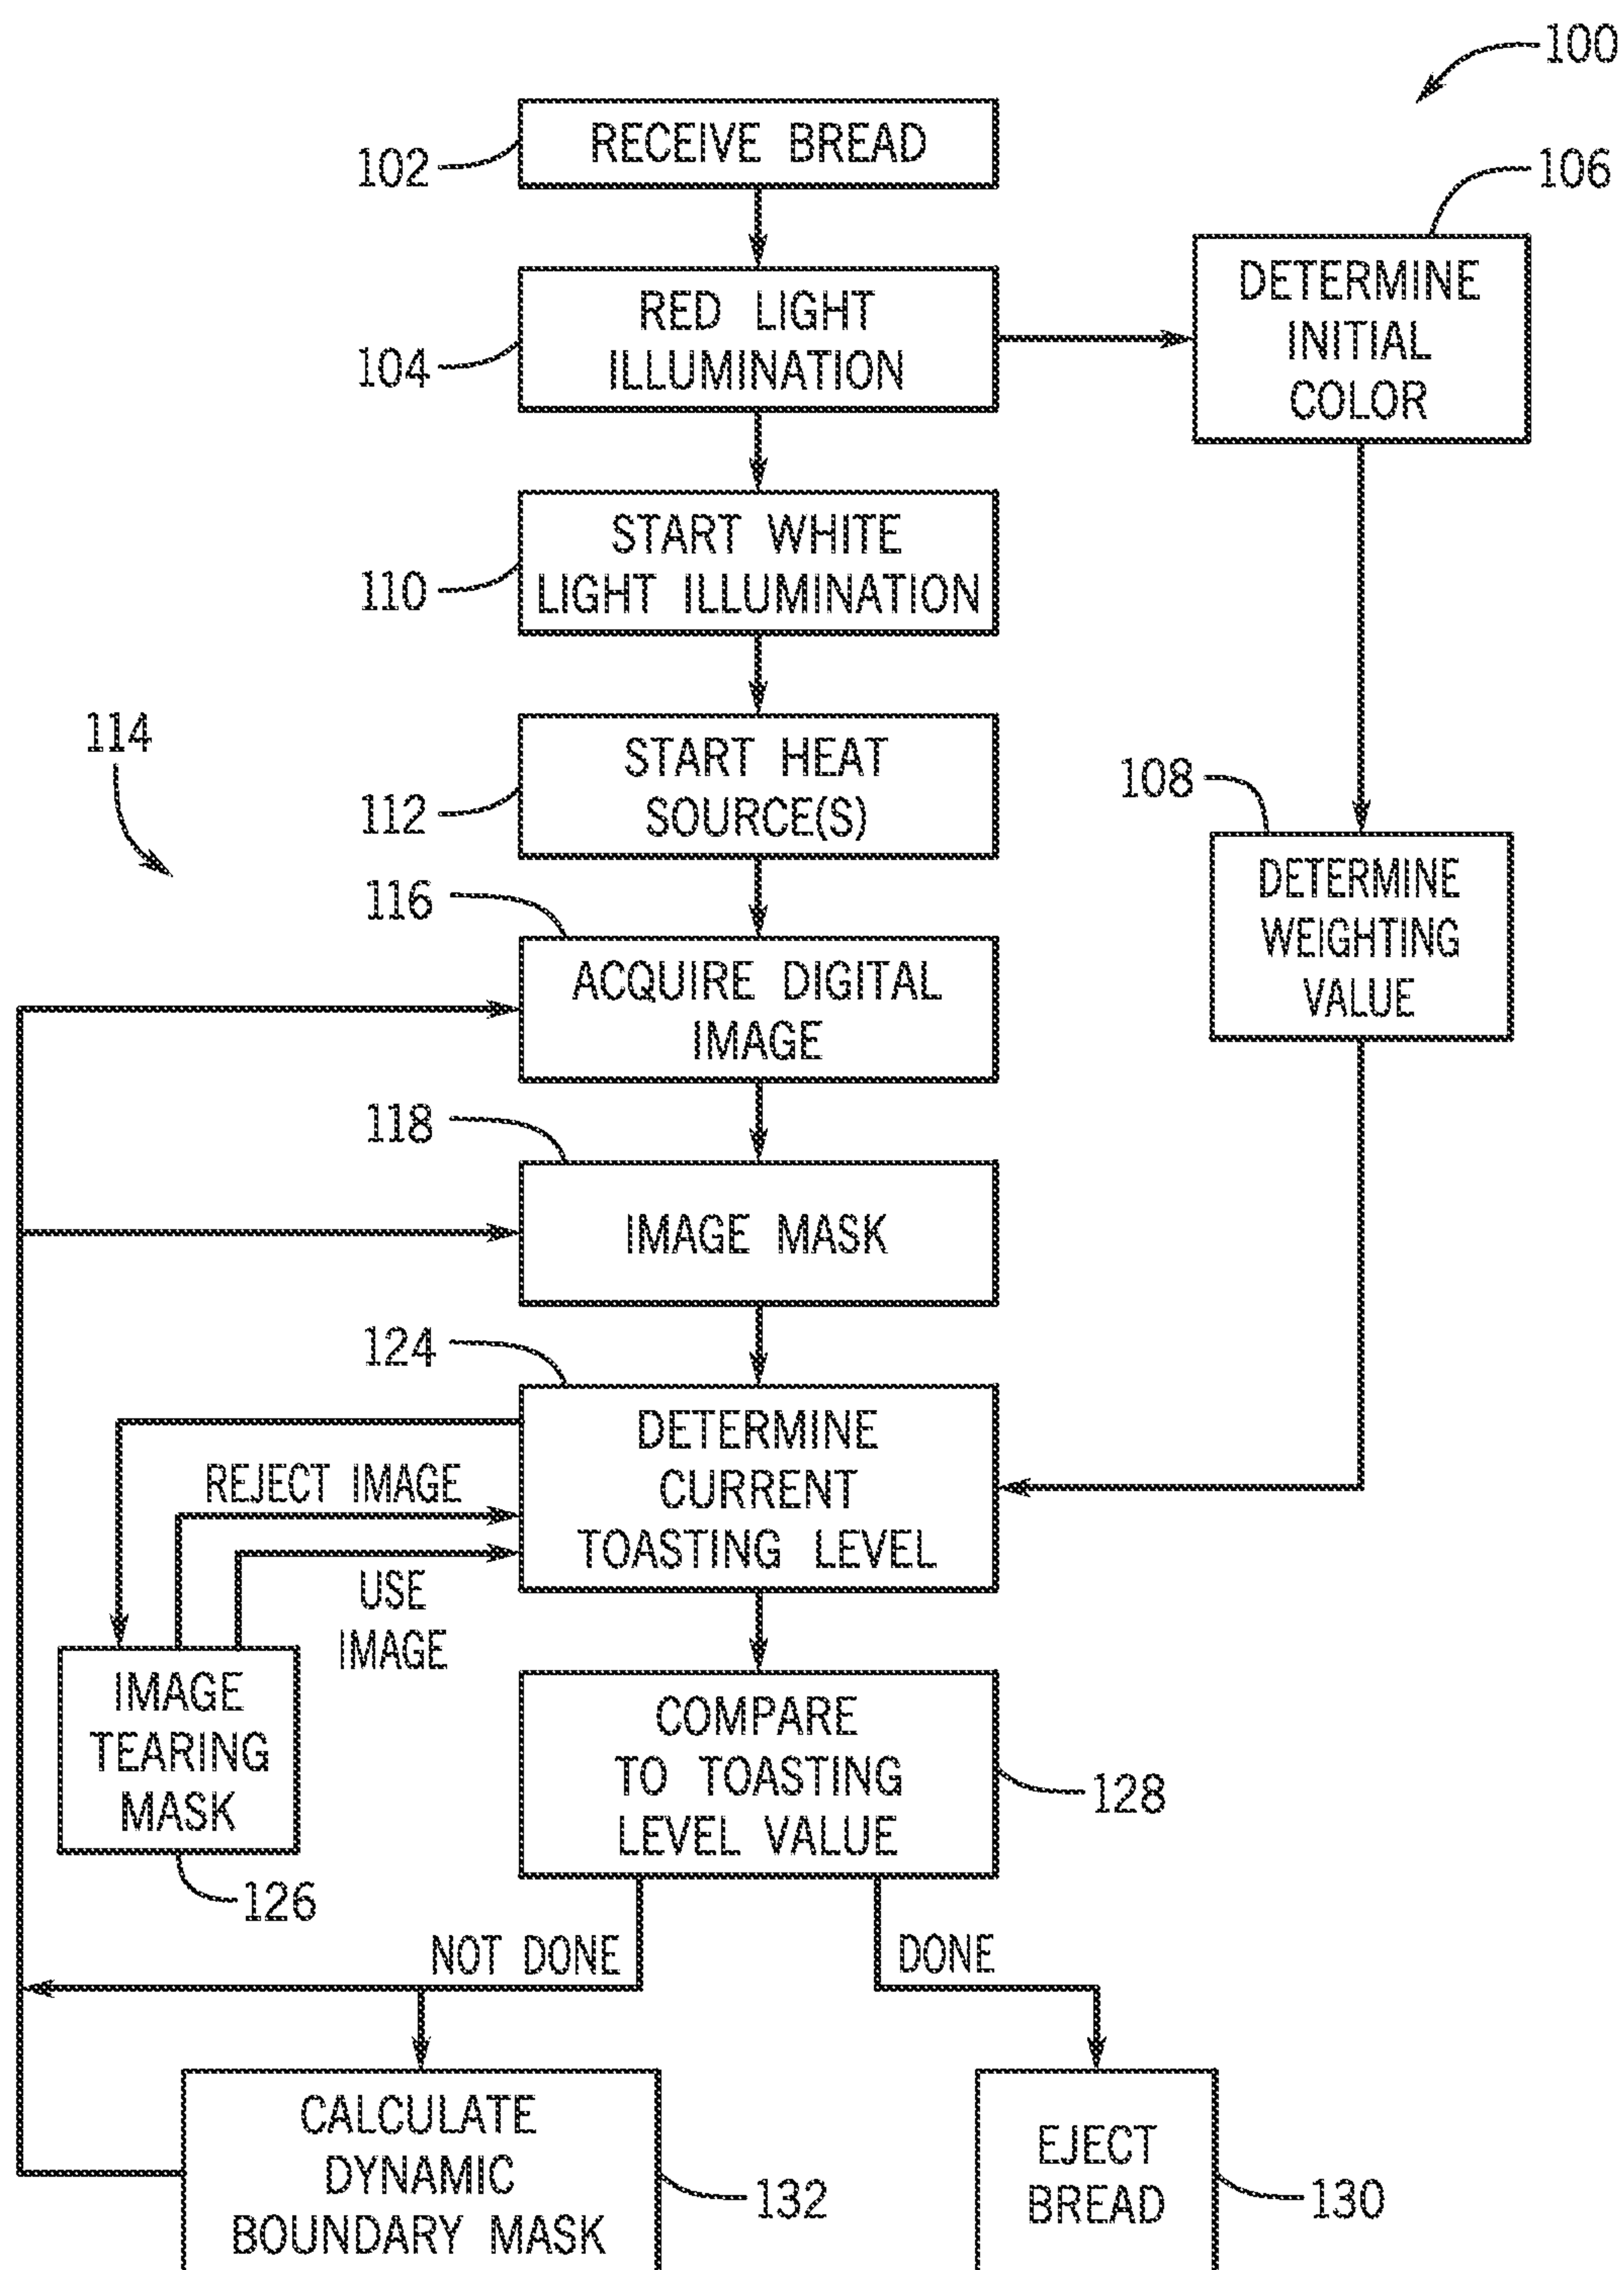 100
RECEIVE BREAD
102
106
RED LIGHT
ILLUMINATION
104
DETERMINE
INITIAL
COLOR
START WHITE
LIGHT ILLUMINATION
110
114
START HEAT
SOURCE(S)
112
108
DETERMINE
WEIGHTING
VALUE
116
ACQUIRE DIGITAL
IMAGE
118
IMAGE MASK
124
DETERMINE
CURRENT
TOASTING LEVEL
REJECT IMAGE
USE
IMAGE
IMAGE
TEARING
MASK
126
COMPARE
TO TOASTING
LEVEL VALUE
128
NOT DONE
DONE
CALCULATE
DYNAMIC
BOUNDARY MASK
132
EJECT
BREAD
130